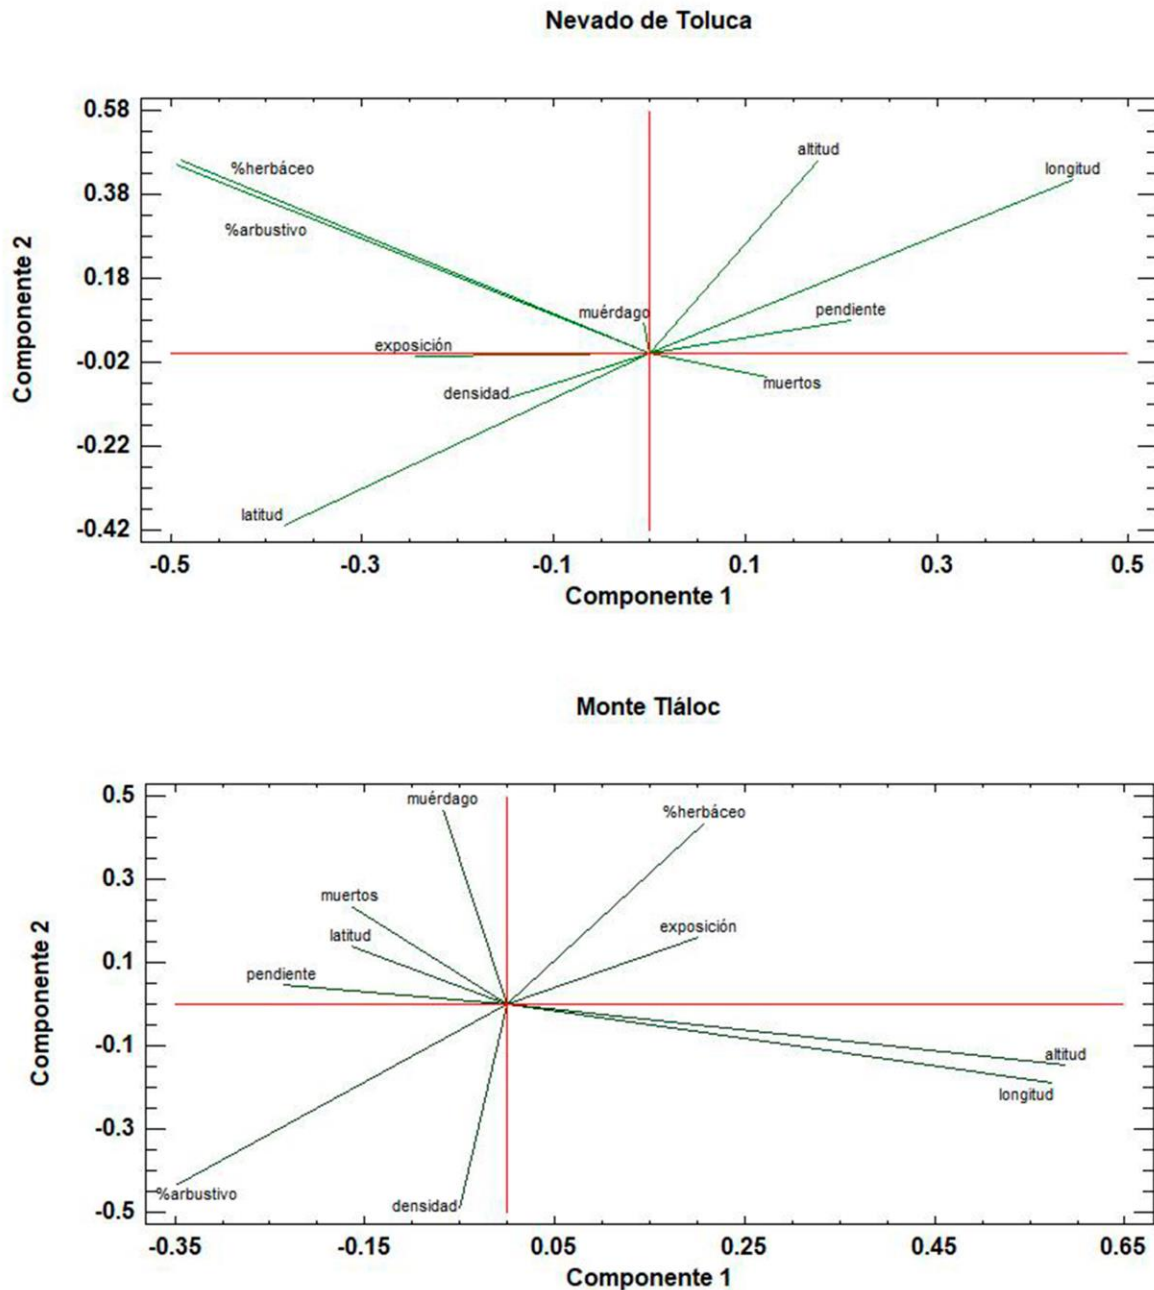 Nevado de Toluca
0.58
0.38
0.18
-0.02
-0.22
-0.42
Componente 2
%herbáceo
%arbustivo
altitud
longitud
muérdago
pendiente
exposición
muertos
densidad
latitud
-0.5 -0.3 -0.1 0.1 0.3 0.5
Componente 1
Monte Tláloc
0.5
0.3
0.1
-0.1
-0.3
-0.5
Componente 2
muérdago
%herbáceo
muertos
exposición
latitud
pendiente
altitud
longitud
%arbustivo
densidad
-0.35 -0.15 0.05 0.25 0.45 0.65
Componente 1